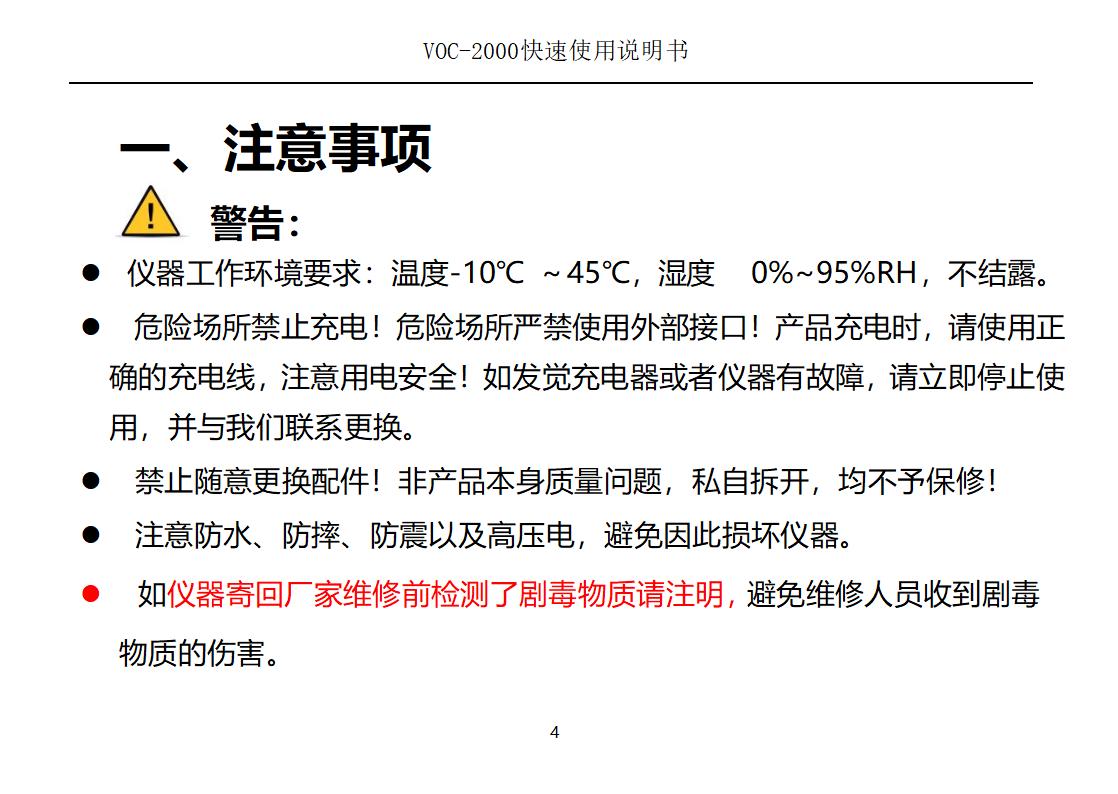 VOC-2000快速使用说明书
一、注意事项
警告：
● 仪器工作环境要求：温度-10℃ ～45℃，湿度 0%~95%RH，不结露。
● 危险场所禁止充电！危险场所严禁使用外部接口！产品充电时，请使用正
确的充电线，注意用电安全！如发觉充电器或者仪器有故障，请立即停止使
用，并与我们联系更换。
● 禁止随意更换配件！非产品本身质量问题，私自拆开，均不予保修！
● 注意防水、防摔、防震以及高压电，避免因此损坏仪器。
● 如仪器寄回厂家维修前检测了剧毒物质请注明，避免维修人员收到剧毒
物质的伤害。
4